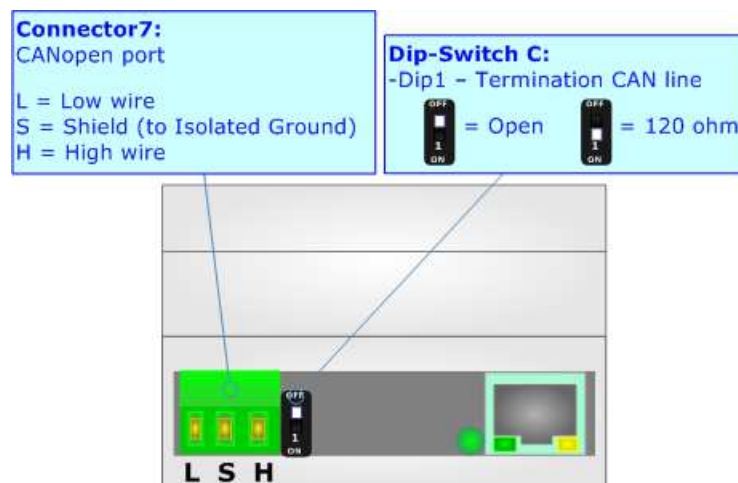 Connector7:
CANopen port
L = Low wire
S = Shield (to Isolated Ground)
H = High wire
Dip-Switch C:
-Dip1 – Termination CAN line
OFF
1
ON
= Open
OFF
1
ON
= 120 ohm
OFF
1
ON
L S H